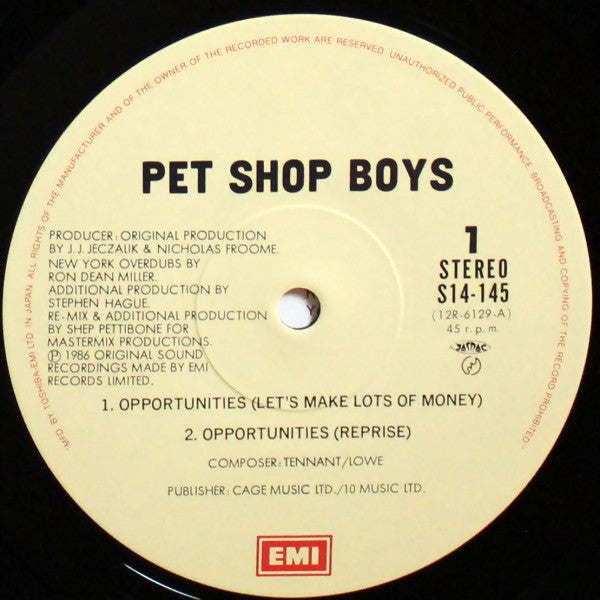 MFD. BY TOSHIBA-EMI LTD. IN JAPAN. ALL RIGHTS OF THE MANUFACTURER AND OF THE OWNER OF THE RECORDED WORK ARE RESERVED. UNAUTHORIZED PUBLIC PERFORMANCE, BROADCASTING AND COPYING OF THE RECORD PROHIBITED.
PET SHOP BOYS
PRODUCER: ORIGINAL PRODUCTION
BY J.J. JECZALIK & NICHOLAS FROOME.
NEW YORK OVERDUBS BY
RON DEAN MILLER.
ADDITIONAL PRODUCTION BY
STEPHEN HAGUE.
RE-MIX & ADDITIONAL PRODUCTION
BY SHEP PETTIBONE FOR
MASTERMIX PRODUCTIONS.
Ⓟ 1986 ORIGINAL SOUND
RECORDINGS MADE BY EMI
RECORDS LIMITED.
1
STEREO
S14-145
(12R-6129-A)
45 r.p.m.
JASRAC
1. OPPORTUNITIES (LET'S MAKE LOTS OF MONEY)
2. OPPORTUNITIES (REPRISE)
COMPOSER: TENNANT/LOWE
PUBLISHER: CAGE MUSIC LTD./10 MUSIC LTD.
EMI